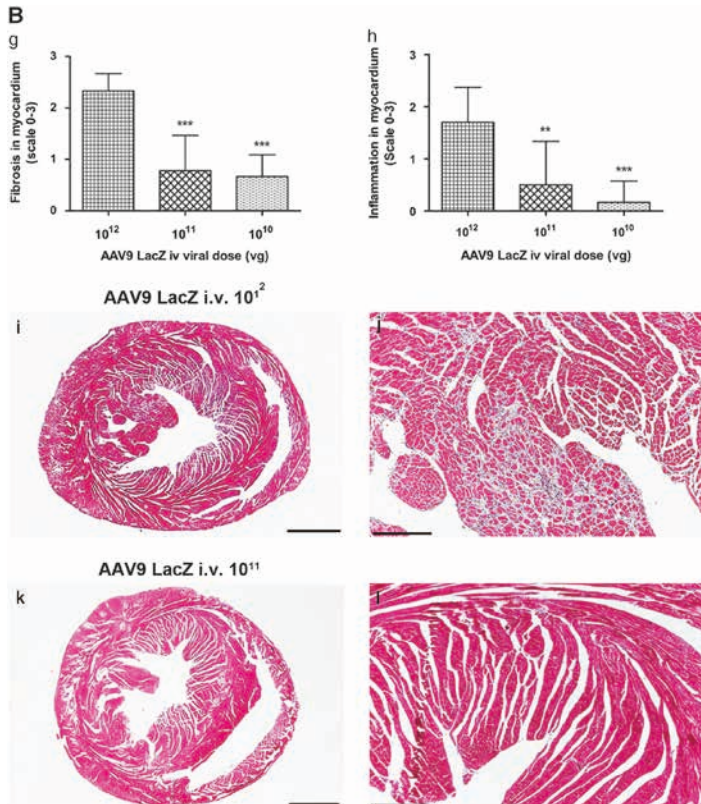 B
g
3
2
1
0
Fibrosis in myocardium
(scale 0-3)
***
***
10¹²
10¹¹
10¹⁰
AAV9 LacZ iv viral dose (vg)
h
3
2
1
0
Inflammation in myocardium
(Scale 0-3)
**
***
10¹²
10¹¹
10¹⁰
AAV9 LacZ iv viral dose (vg)
AAV9 LacZ i.v. 10¹²
i
j
AAV9 LacZ i.v. 10¹¹
k
l